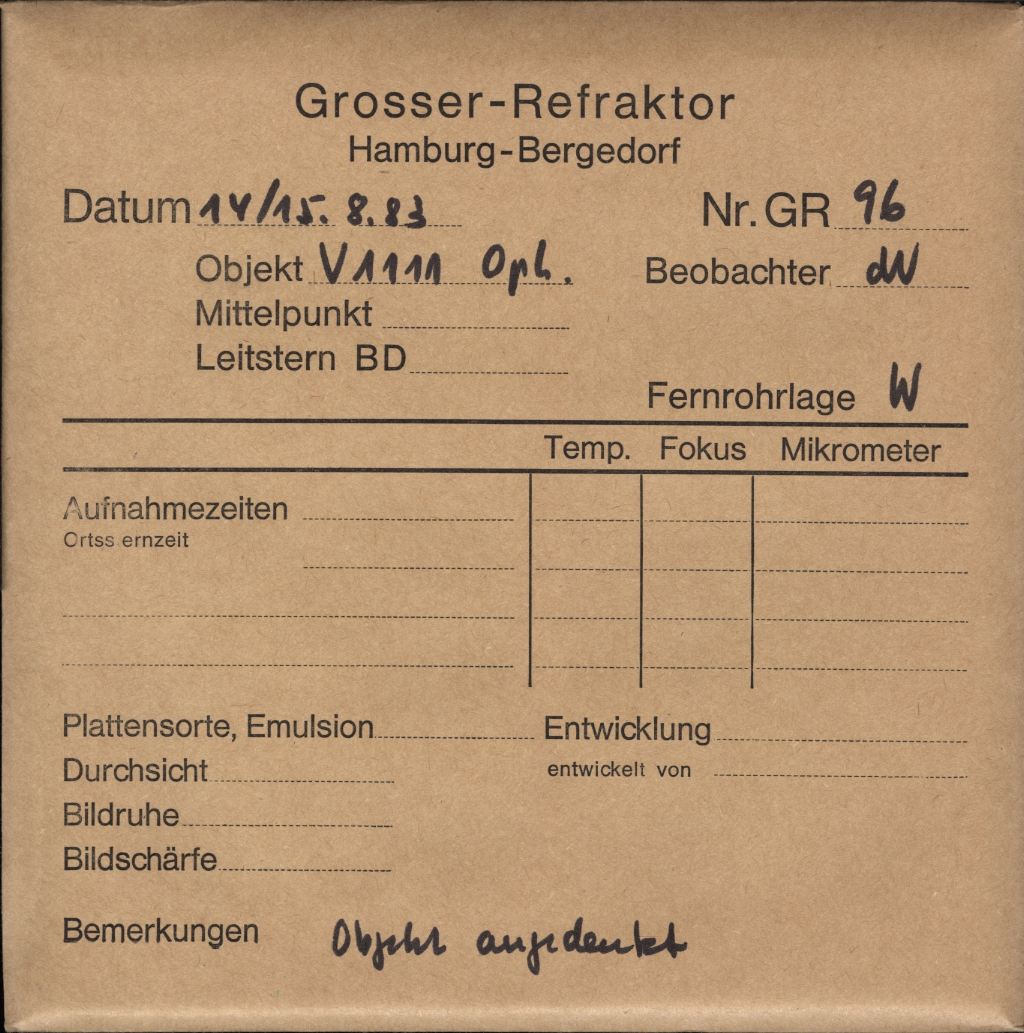 Grosser-Refraktor
Hamburg-Bergedorf
Datum 14/15. 8.83 Nr. GR 96
Objekt V1111 Oph. Beobachter dW
Mittelpunkt
Leitstern BD
Fernrohrlage W
Temp. Fokus Mikrometer
Aufnahmezeiten
Ortss ernzeit
Plattensorte, Emulsion Entwicklung
Durchsicht entwickelt von
Bildruhe
Bildschärfe
Bemerkungen Objekt angedeukt